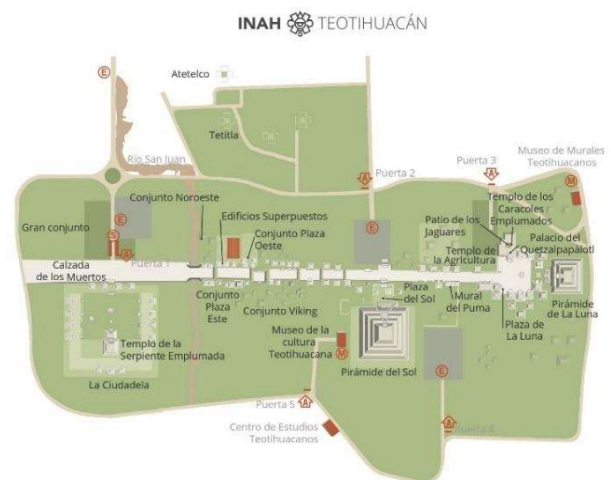 INAH TEOTIHUACÁN
E
Atetelco
Tetitla
Río San Juan
Puerta 2
Puerta 3
Museo de Murales
Teotihuacanos
M
A
A
Conjunto Noroeste
Edificios Superpuestos
Conjunto Plaza
Oeste
Gran conjunto
E
S
A
Puerta 1
E
Patio de los
Jaguares
Templo de los
Caracoles
Emplumados
Templo de
la Agricultura
Palacio del
Quetzalpapálotl
Calzada
de los Muertos
Conjunto
Plaza
Este
Conjunto Viking
Plaza
del Sol
Mural
del Puma
Plaza de
La Luna
Pirámide
de La Luna
Templo de la
Serpiente Emplumada
La Ciudadela
Museo de la
cultura
Teotihuacana
M
Pirámide del Sol
E
Puerta 5
A
Centro de Estudios
Teotihuacanos
A
Puerta 4